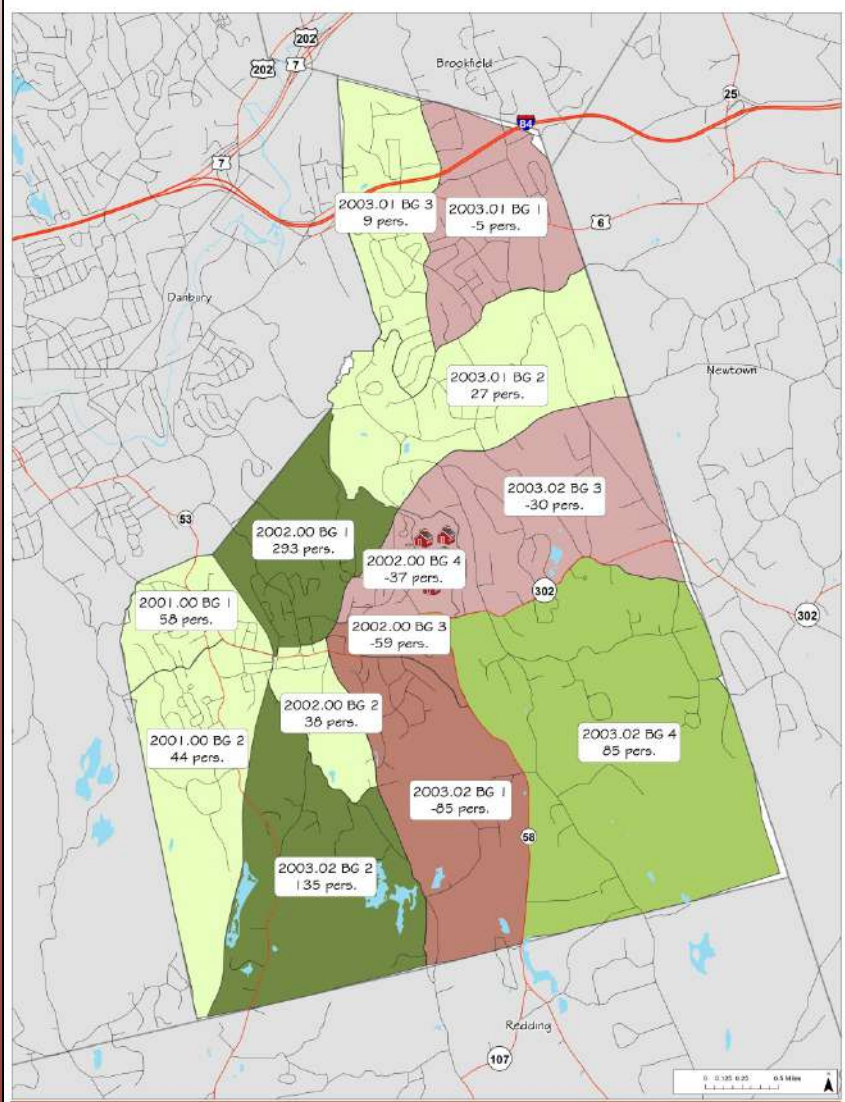 202
Brookfield
7
202
25
84
7
2003.01 BG 3
9 pers.
2003.01 BG 1
-5 pers.
6
Danbury
Newtown
2003.01 BG 2
27 pers.
2003.02 BG 3
-30 pers.
53
2002.00 BG 1
293 pers.
2002.00 BG 4
-37 pers.
302
2001.00 BG 1
58 pers.
302
2002.00 BG 3
-59 pers.
2002.00 BG 2
38 pers.
2001.00 BG 2
44 pers.
2003.02 BG 4
85 pers.
2003.02 BG 1
-85 pers.
58
2003.02 BG 2
135 pers.
Redding
107
0 0.125 0.25 0.5 Miles